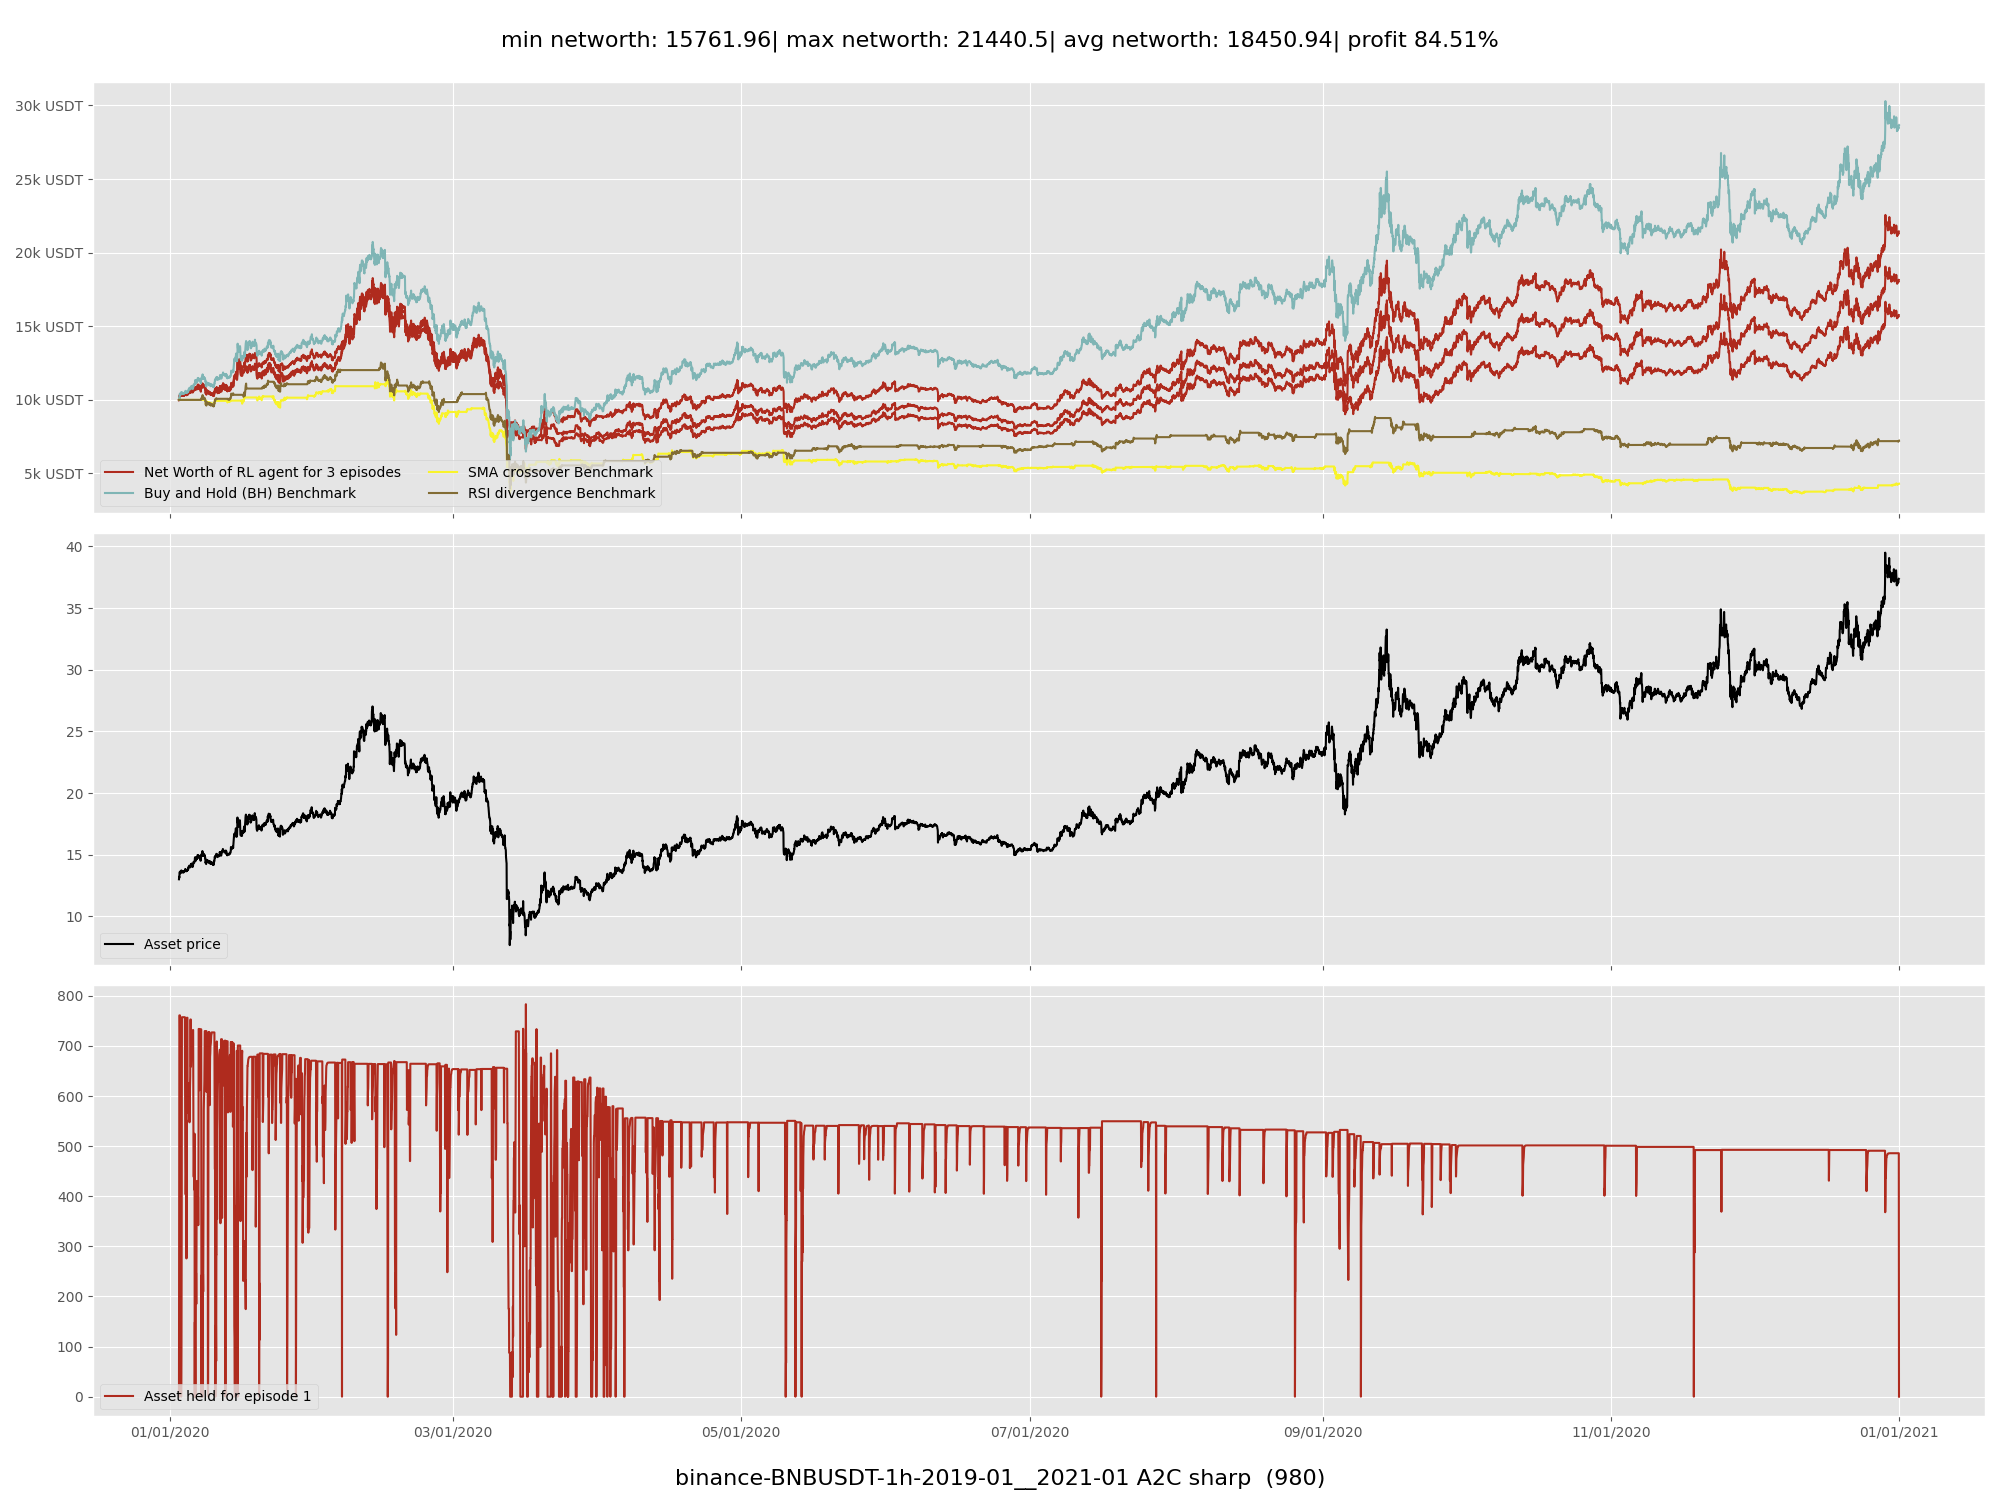 min networth: 15761.96| max networth: 21440.5| avg networth: 18450.94| profit 84.51%
30k USDT
25k USDT
20k USDT
15k USDT
10k USDT
5k USDT
Net Worth of RL agent for 3 episodes
Buy and Hold (BH) Benchmark
SMA crossover Benchmark
RSI divergence Benchmark
40
35
30
25
20
15
10
Asset price
800
700
600
500
400
300
200
100
0
Asset held for episode 1
01/01/2020 03/01/2020 05/01/2020 07/01/2020 09/01/2020 11/01/2020 01/01/2021
binance-BNBUSDT-1h-2019-01__2021-01 A2C sharp (980)